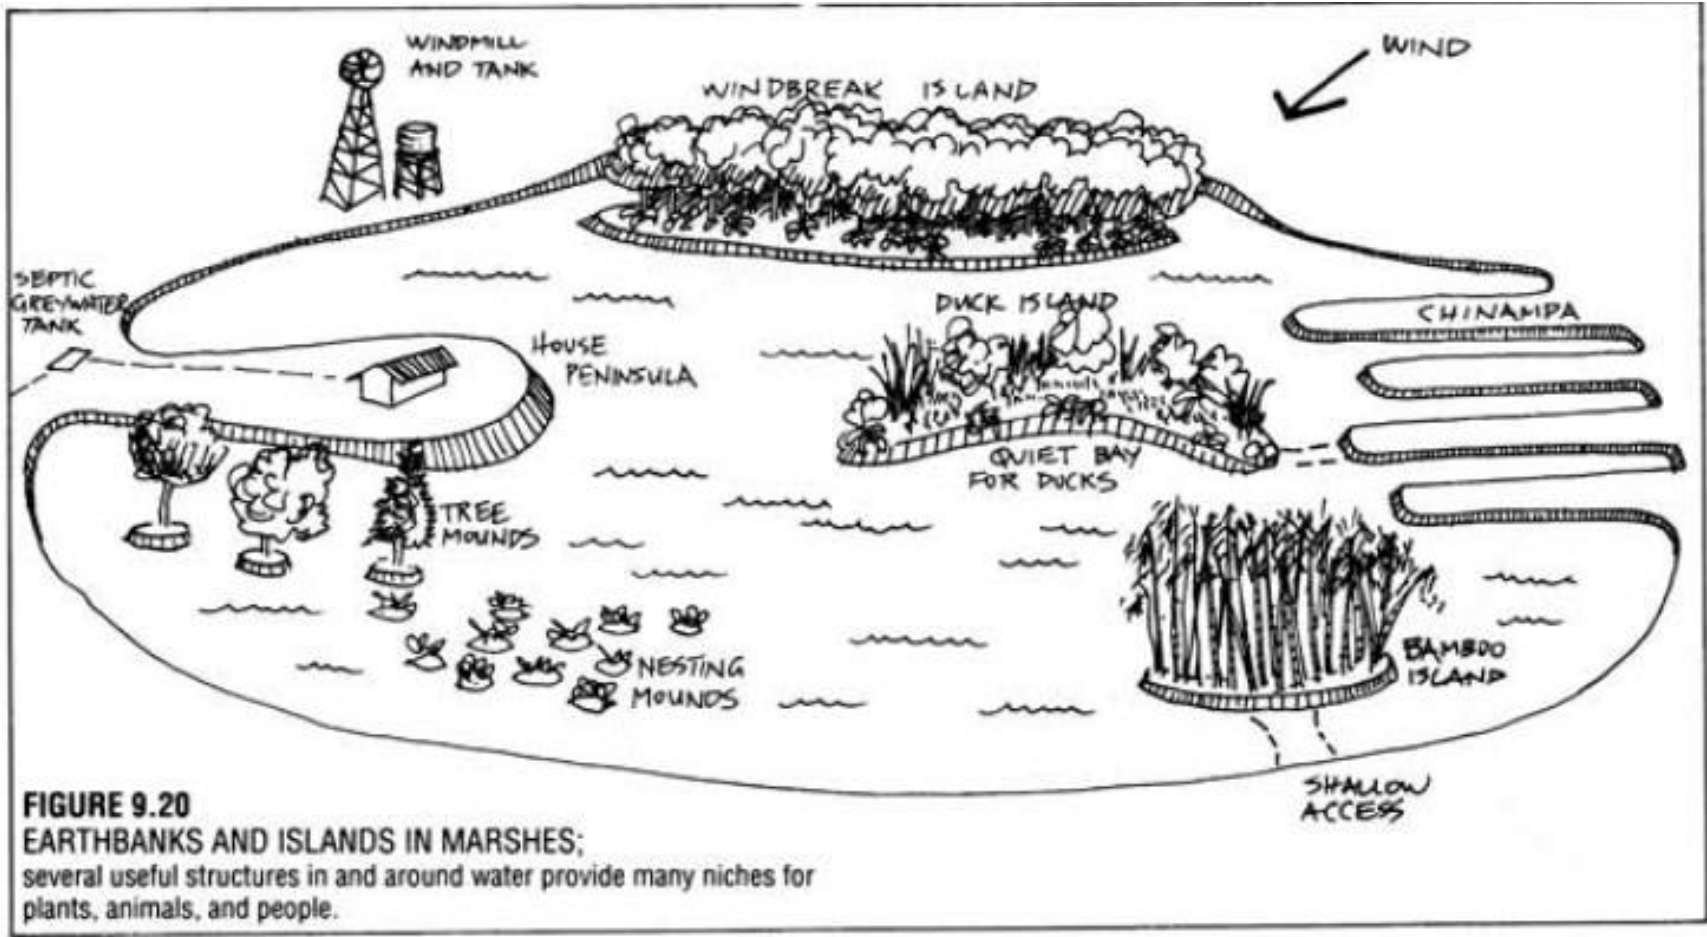 WINDMILL
AND TANK
WIND
WINDBREAK ISLAND
SEPTIC
GREYWATER
TANK
DUCK ISLAND
CHINAMPA
HOUSE
PENINSULA
QUIET BAY
FOR DUCKS
TREE
MOUNDS
NESTING
MOUNDS
BAMBOO
ISLAND
SHALLOW
ACCESS
FIGURE 9.20
EARTHBANKS AND ISLANDS IN MARSHES;
several useful structures in and around water provide many niches for
plants, animals, and people.